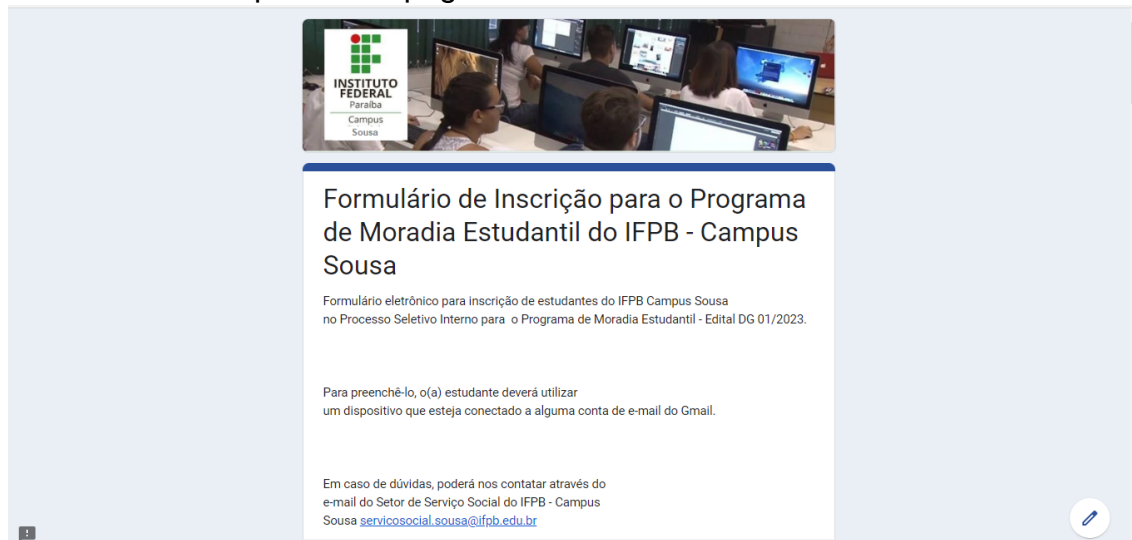 INSTITUTO
FEDERAL
Paraíba
Campus
Sousa
Formulário de Inscrição para o Programa
de Moradia Estudantil do IFPB - Campus
Sousa
Formulário eletrônico para inscrição de estudantes do IFPB Campus Sousa
no Processo Seletivo Interno para o Programa de Moradia Estudantil - Edital DG 01/2023.
Para preenchê-lo, o(a) estudante deverá utilizar
um dispositivo que esteja conectado a alguma conta de e-mail do Gmail.
Em caso de dúvidas, poderá nos contatar através do
e-mail do Setor de Serviço Social do IFPB - Campus
Sousa servicosocial.sousa@ifpb.edu.br